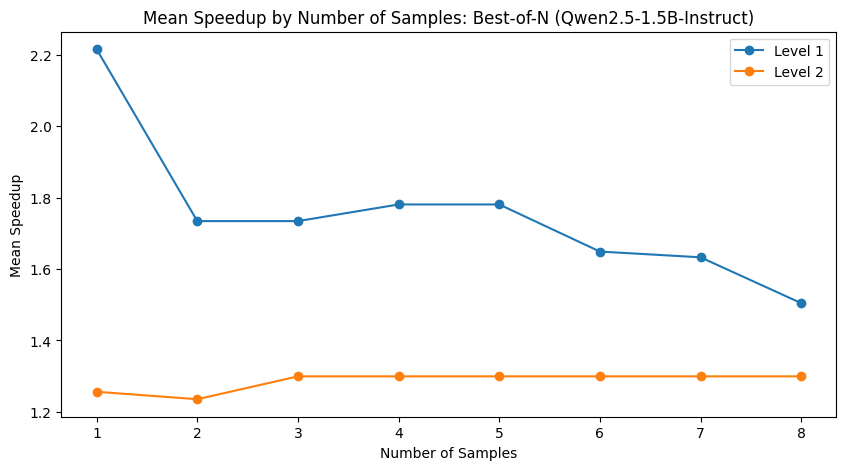 Mean Speedup by Number of Samples: Best-of-N (Qwen2.5-1.5B-Instruct)
Level 1
Level 2
Mean Speedup
2.2
2.0
1.8
1.6
1.4
1.2
1 2 3 4 5 6 7 8
Number of Samples